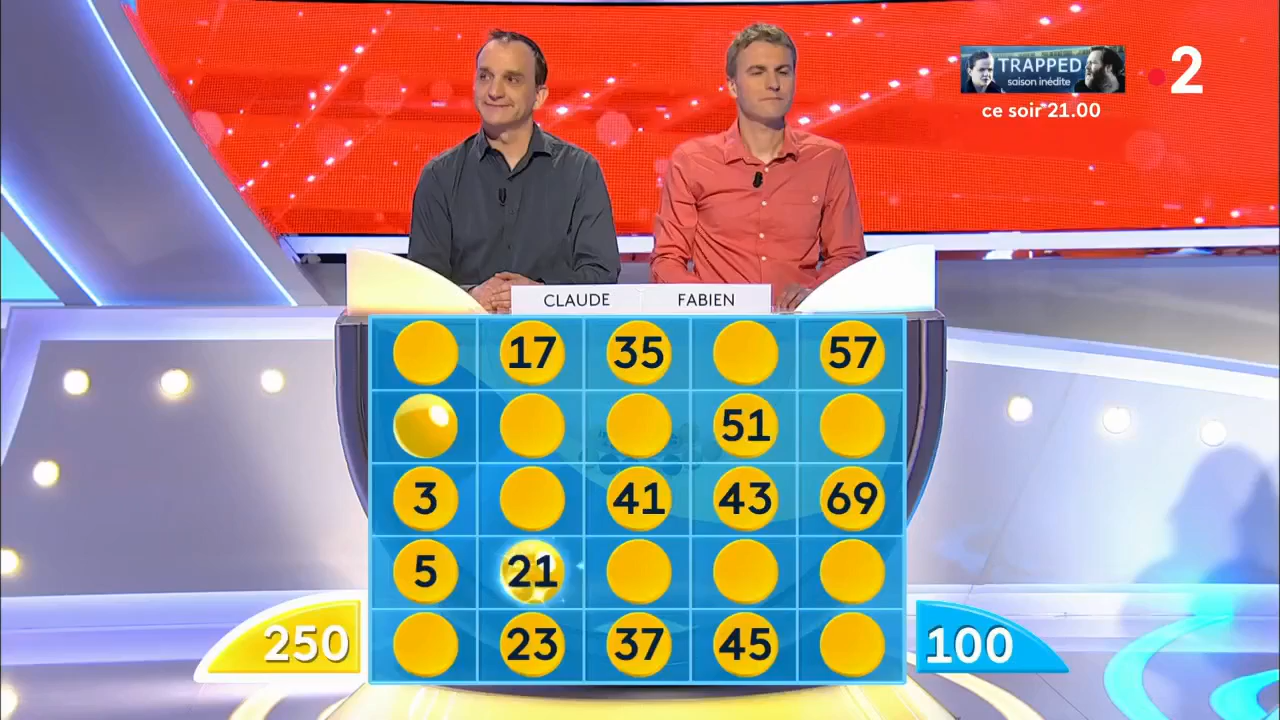 TRAPPED
saison inédite
2
ce soir 21.00
CLAUDE FABIEN
17 35 57
51
3 41 43 69
5 21
23 37 45
250 100